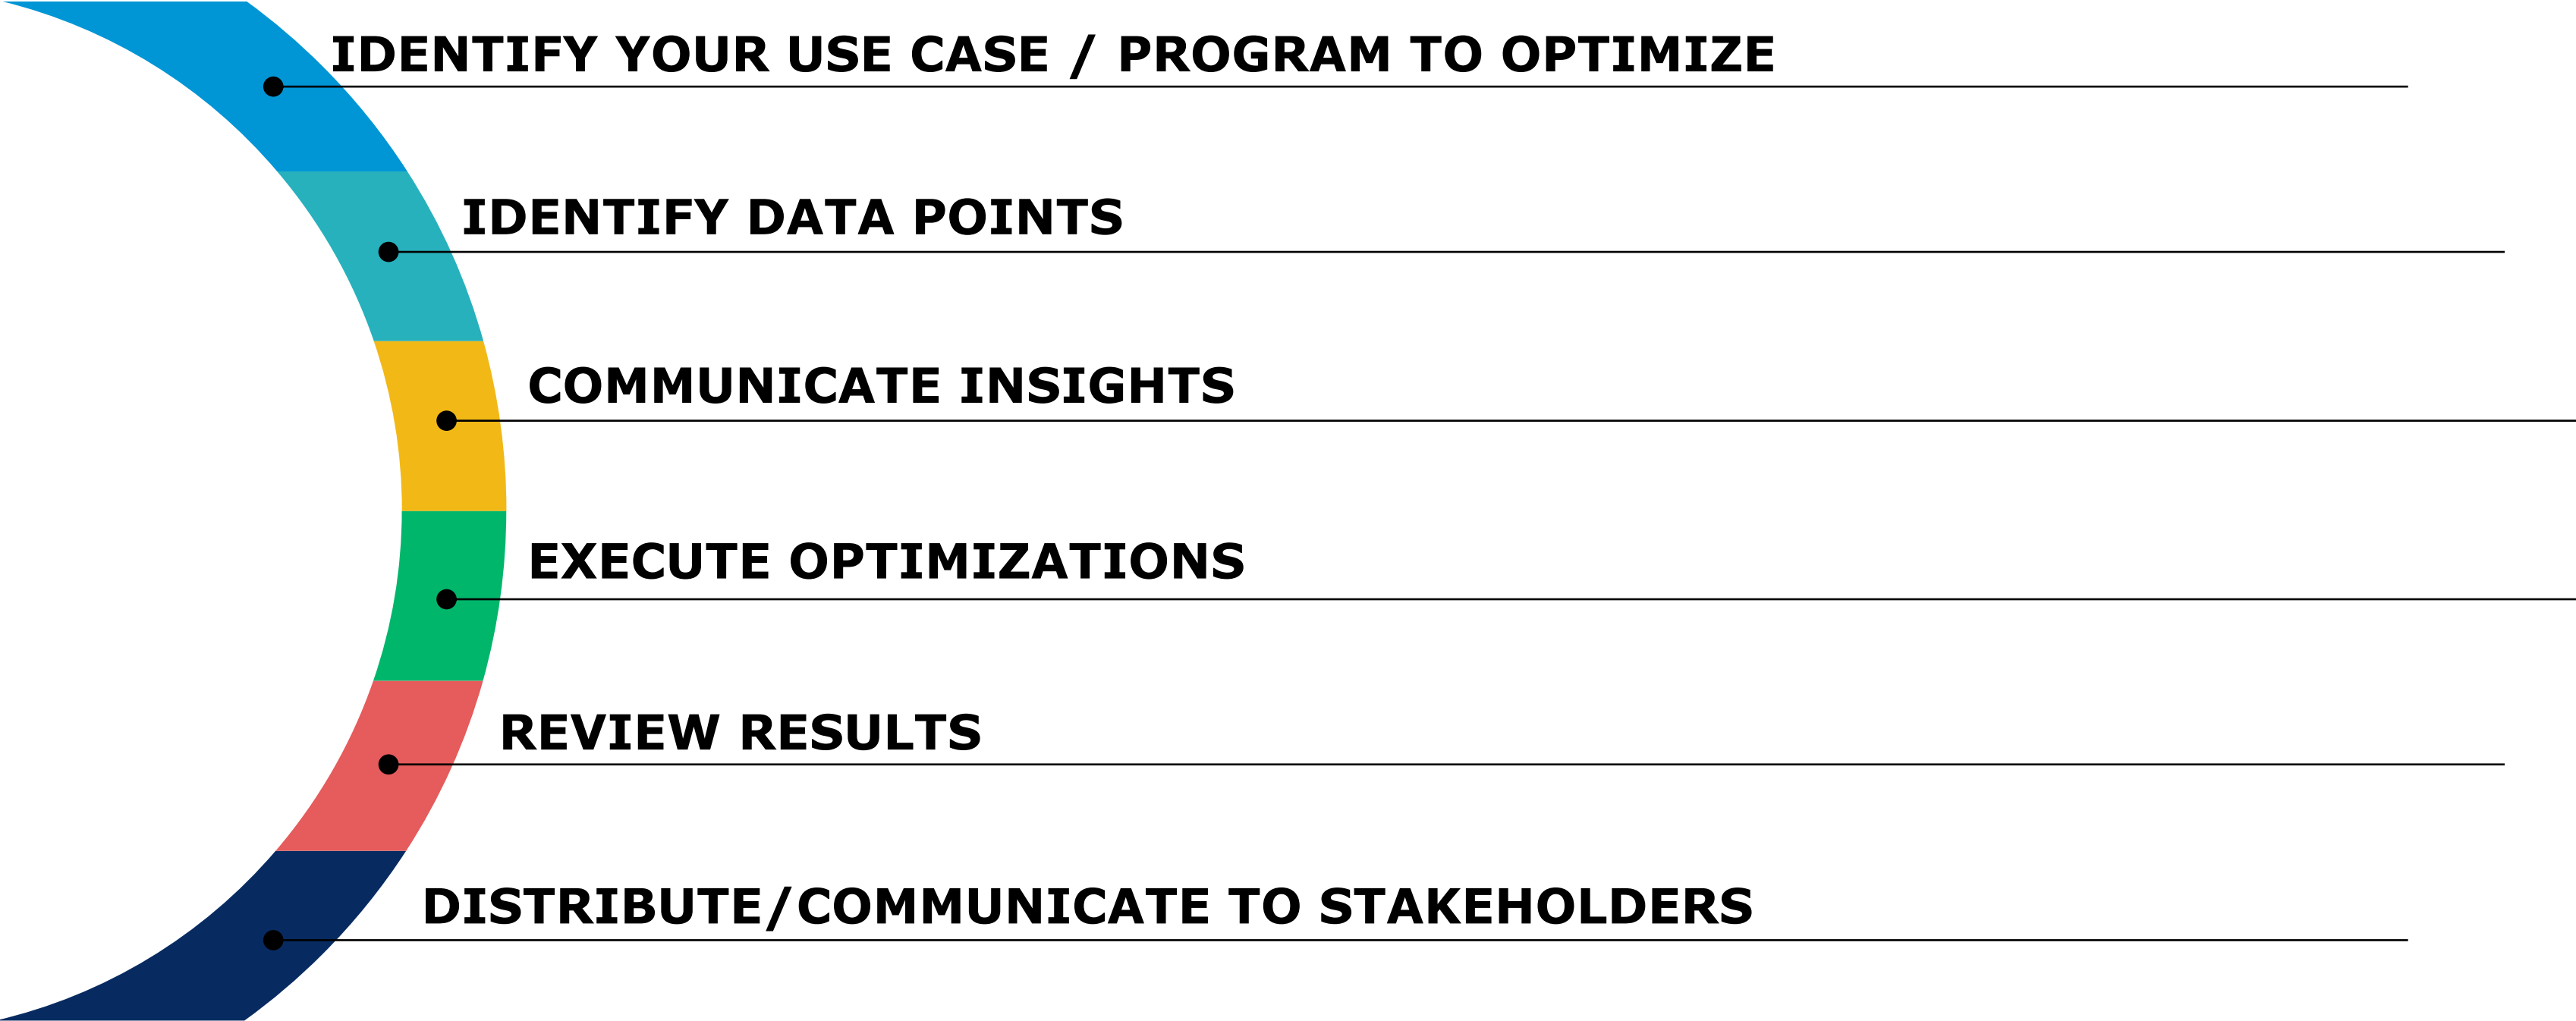 IDENTIFY YOUR USE CASE / PROGRAM TO OPTIMIZE
IDENTIFY DATA POINTS
COMMUNICATE INSIGHTS
EXECUTE OPTIMIZATIONS
REVIEW RESULTS
DISTRIBUTE/COMMUNICATE TO STAKEHOLDERS